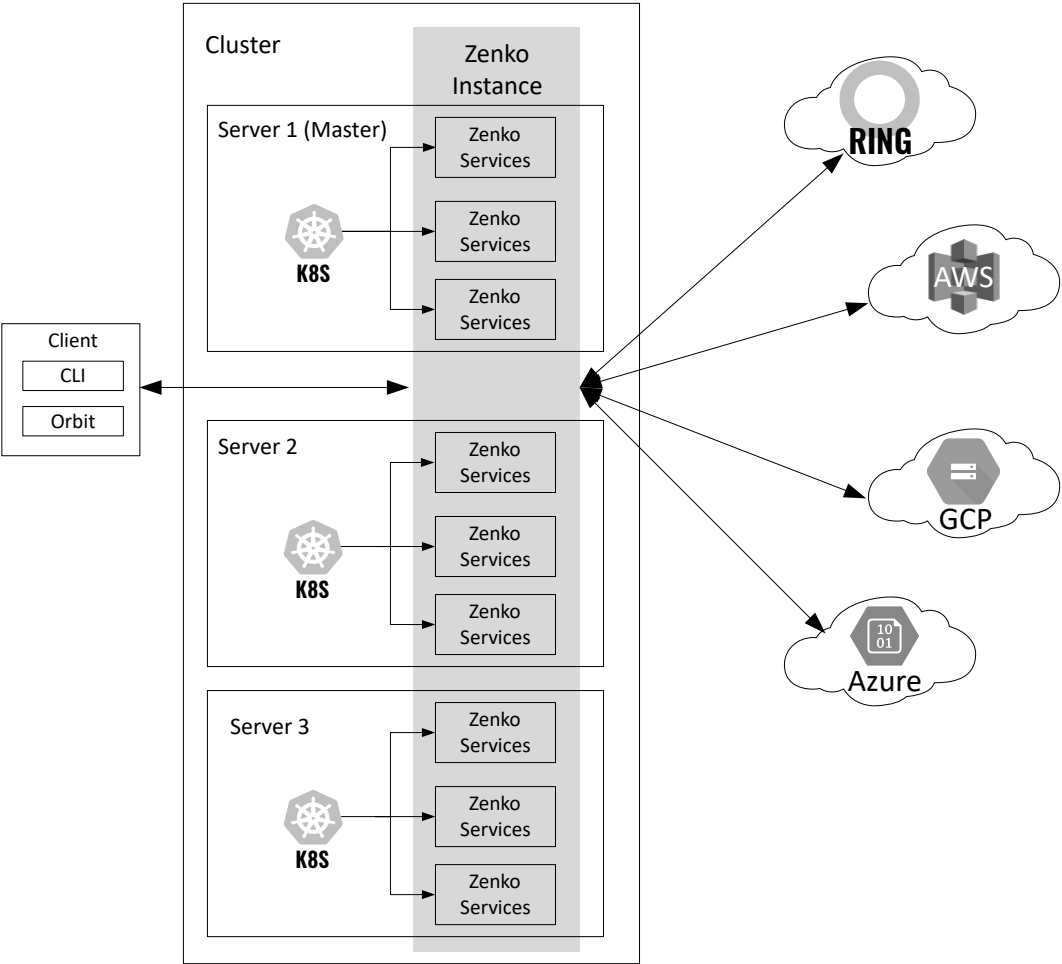 Cluster
Zenko
Instance
Server 1 (Master)
Zenko
Services
Zenko
Services
K8S
Zenko
Services
Client
CLI
Orbit
Server 2
Zenko
Services
Zenko
Services
K8S
Zenko
Services
Server 3
Zenko
Services
Zenko
Services
K8S
Zenko
Services
RING
AWS
GCP
10
01
Azure